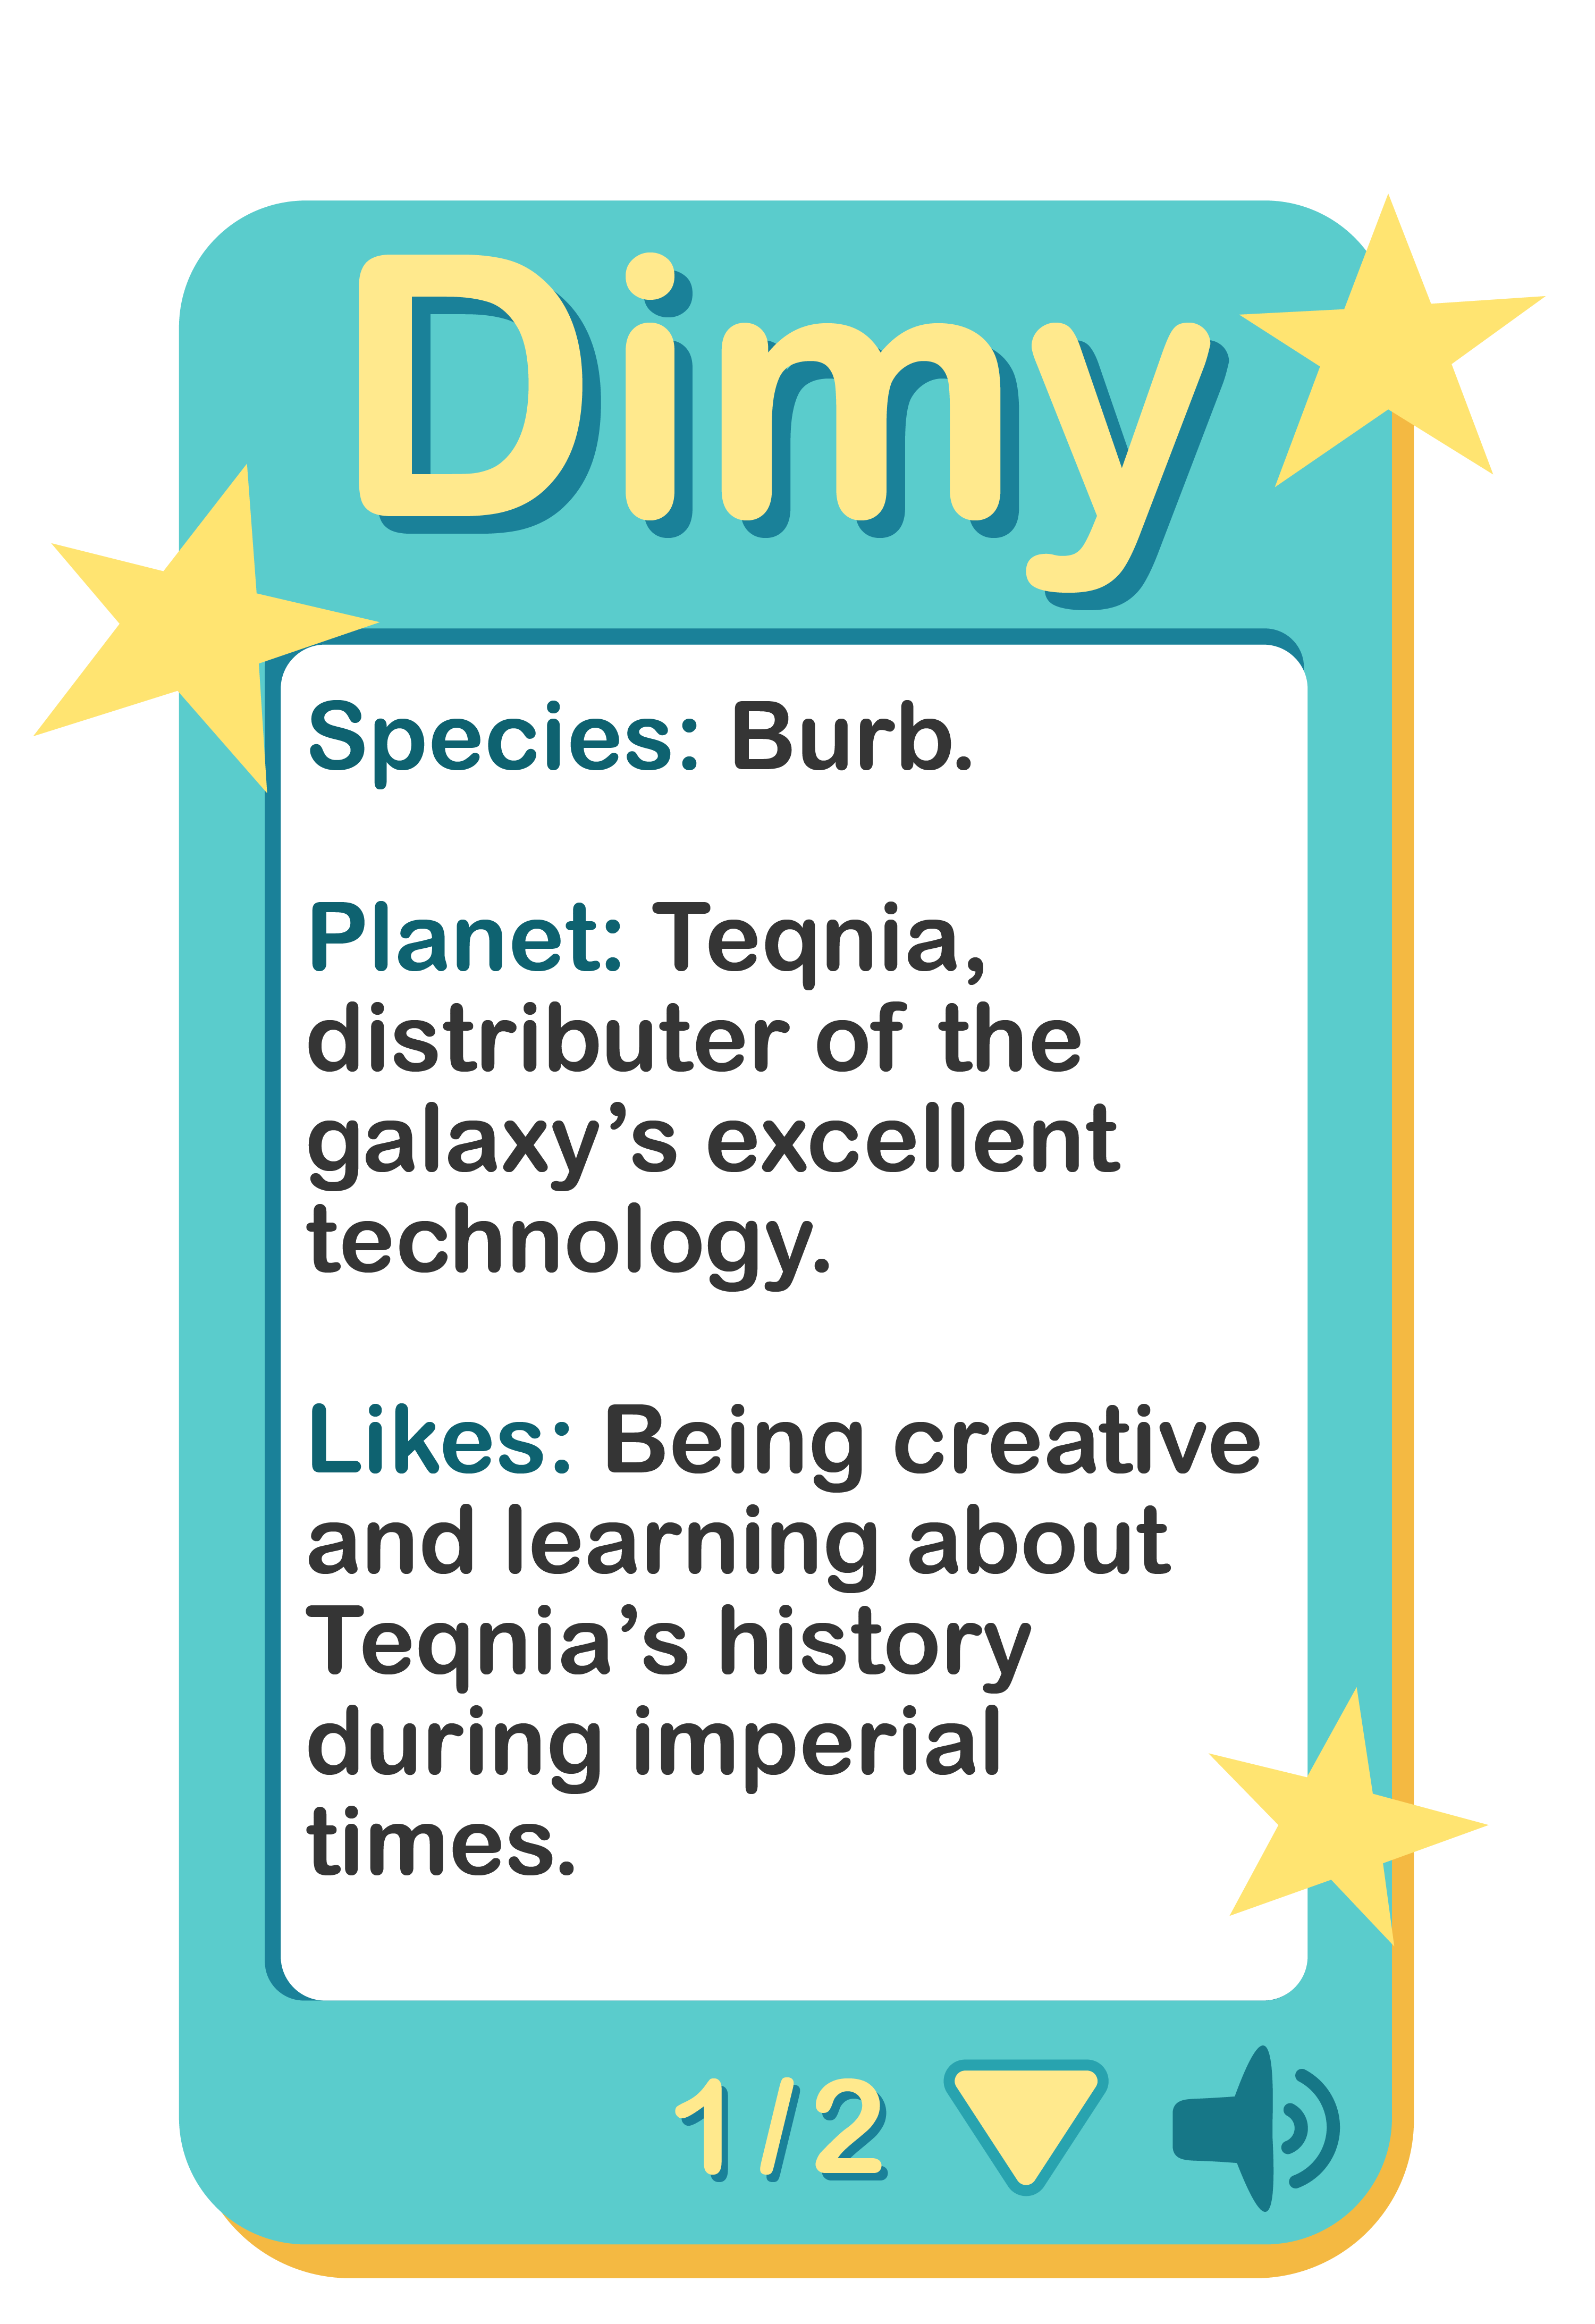 Dimy
Species: Burb.
Planet: Teqnia,
distributer of the
galaxy’s excellent
technology.
Likes: Being creative
and learning about
Teqnia’s history
during imperial
times.
1/2